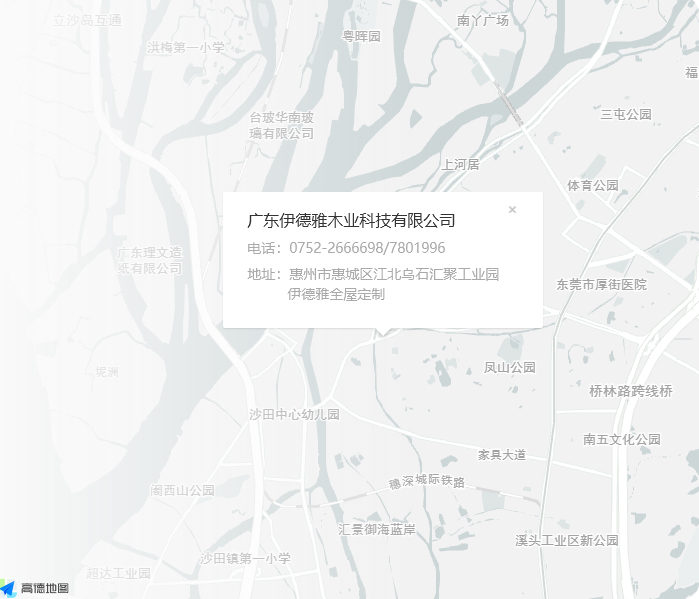 立沙岛互通
南丫广场
粤晖园
洪梅第一小学
福
台玻华南玻
璃有限公司
三屯公园
上河居
体育公园
广东伊德雅木业科技有限公司
×
电话：0752-2666698/7801996
地址：惠州市惠城区江北乌石汇聚工业园
伊德雅全屋定制
广东理文造
纸有限公司
东莞市厚街医院
坭洲
凤山公园
桥林路跨线桥
沙田中心幼儿园
南五文化公园
家具大道
穗深城际铁路
阇西山公园
汇景御海蓝岸
溪头工业区新公园
沙田镇第一小学
超达工业园
高德地图